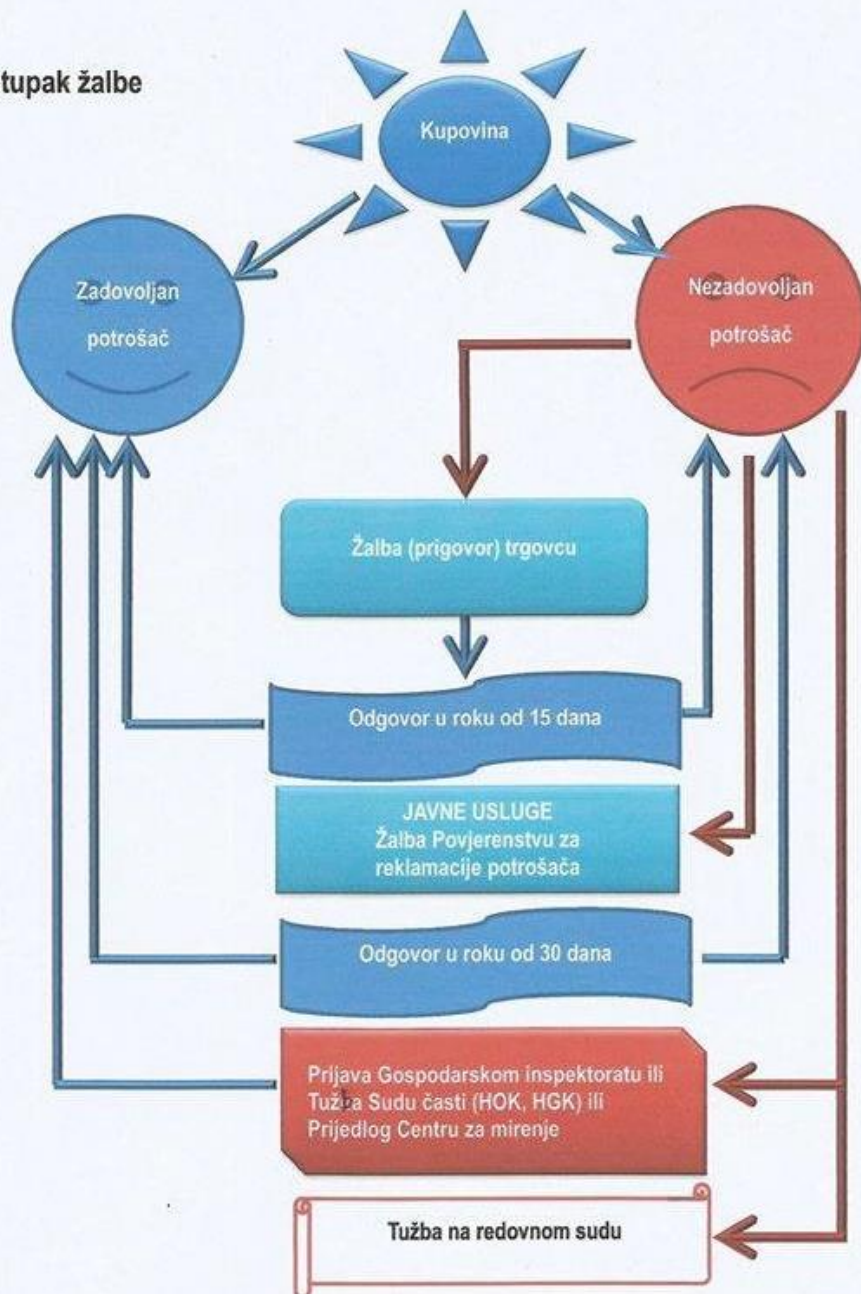 tupak žalbe
Kupovina
Zadovoljan
potrošač
Nezadovoljan
potrošač
Žalba (prigovor) trgovcu
Odgovor u roku od 15 dana
JAVNE USLUGE
Žalba Povjerenstvu za
reklamacije potrošača
Odgovor u roku od 30 dana
Prijava Gospodarskom inspektoratu ili
Tužba Sudu časti (HOK, HGK) ili
Prijedlog Centru za mirenje
Tužba na redovnom sudu